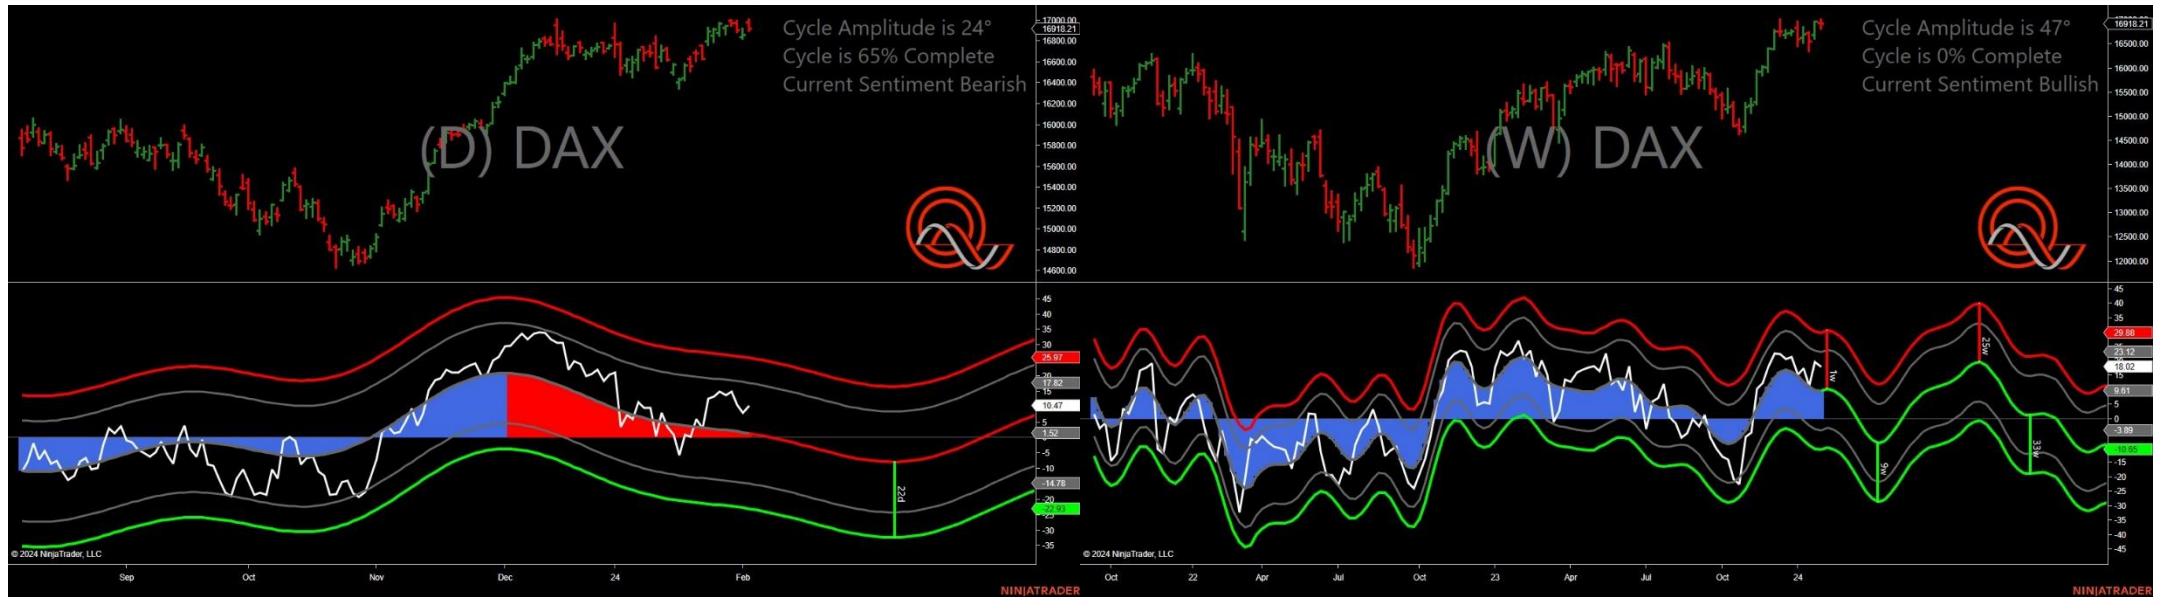 Cycle Amplitude is 24°
Cycle is 65% Complete
Current Sentiment Bearish
(D) DAX
17000.00
16918.21
16800.00
16600.00
16400.00
16200.00
16000.00
15800.00
15600.00
15400.00
15200.00
15000.00
14800.00
14600.00
45
40
35
30
25.97
20
17.82
15
10.47
5
1.52
-5
-10
-14.78
-20
-22.93
-30
-35
22d
© 2024 NinjaTrader, LLC
Sep
Oct
Nov
Dec
24
Feb
NINJATRADER
Cycle Amplitude is 47°
Cycle is 0% Complete
Current Sentiment Bullish
(W) DAX
16918.21
16500.00
16000.00
15500.00
15000.00
14500.00
14000.00
13500.00
13000.00
12500.00
12000.00
45
40
35
29.88
23.12
18.02
15
9.61
5
0
-3.89
-10.65
-15
-20
-25
-30
-35
-40
-45
1w
9w
25w
33w
© 2024 NinjaTrader, LLC
Oct
22
Apr
Jul
Oct
23
Apr
Jul
Oct
24
NINJATRADER